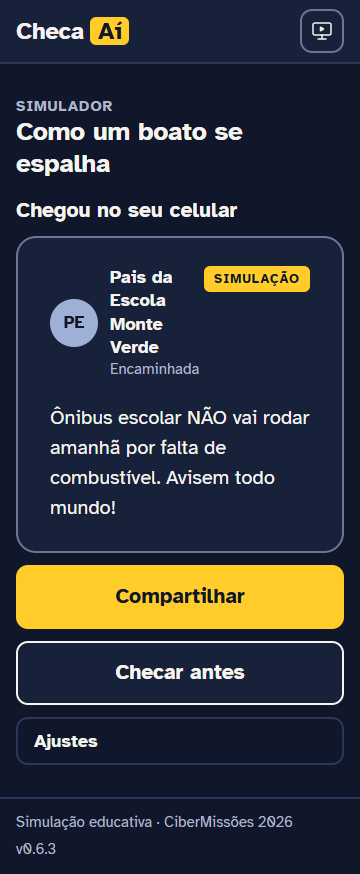 Checa Aí
SIMULADOR
Como um boato se
espalha
Chegou no seu celular
PE
Pais da
Escola
Monte
Verde
SIMULAÇÃO
Encaminhada
Ônibus escolar NÃO vai rodar
amanhã por falta de
combustível. Avisem todo
mundo!
Compartilhar
Checar antes
Ajustes
Simulação educativa · CiberMissões 2026
v0.6.3